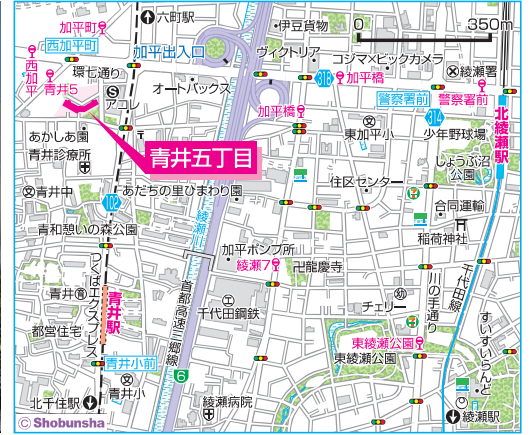 加平町
六町駅
西加平町
西加平
環七通り
青井5
アコレ
加平出入口
オートバックス
伊豆貨物
ヴィクトリア
0
350m
コジマ×ビックカメラ
318
加平橋
綾瀬署
警察署前
警察署前
314
加平橋
東加平小
少年野球場
北綾瀬駅
しょうぶ沼
公園
あかしあ園
青井診療所
青井五丁目
青井中
102
あだちの里ひまわり園
綾瀬川
住区センター
合同運輸
稲荷神社
青和憩いの森公園
加平ポンプ所
綾瀬7
卍龍慶寺
千代田線
川の手通り
つくばエクスプレス
青井高
青井駅
首都高速三郷線
千代田鋼鉄
チェリー
幼
すいすいらんど
都営住宅
東綾瀬公園
東綾瀬公園
青井小前
6
青井小
北千住駅
綾瀬病院
綾瀬駅
© Shobunsha